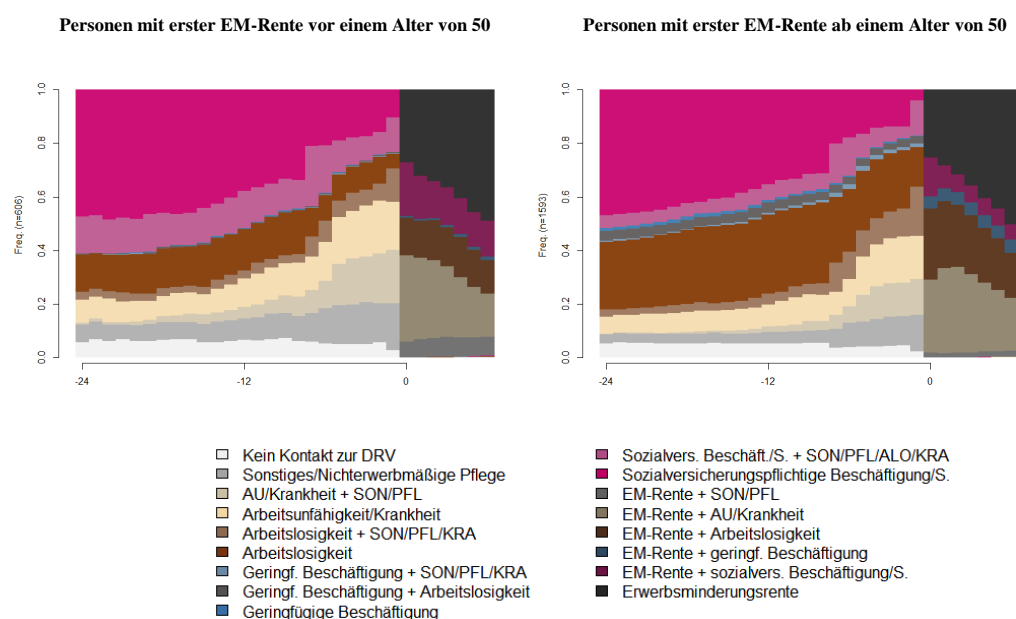 Personen mit erster EM-Rente vor einem Alter von 50
Personen mit erster EM-Rente ab einem Alter von 50
Freq. (n=606)
1.0
0.8
0.6
0.4
0.2
0.0
-24
-12
0
Freq. (n=1593)
1.0
0.8
0.6
0.4
0.2
0.0
-24
-12
0
Kein Kontakt zur DRV
Sonstiges/Nichterwerbmäßige Pflege
AU/Krankheit + SON/PFL
Arbeitsunfähigkeit/Krankheit
Arbeitslosigkeit + SON/PFL/KRA
Arbeitslosigkeit
Geringf. Beschäftigung + SON/PFL/KRA
Geringf. Beschäftigung + Arbeitslosigkeit
Geringfügige Beschäftigung
Sozialvers. Beschäft./S. + SON/PFL/ALO/KRA
Sozialversicherungspflichtige Beschäftigung/S.
EM-Rente + SON/PFL
EM-Rente + AU/Krankheit
EM-Rente + Arbeitslosigkeit
EM-Rente + geringf. Beschäftigung
EM-Rente + sozialvers. Beschäftigung/S.
Erwerbsminderungsrente